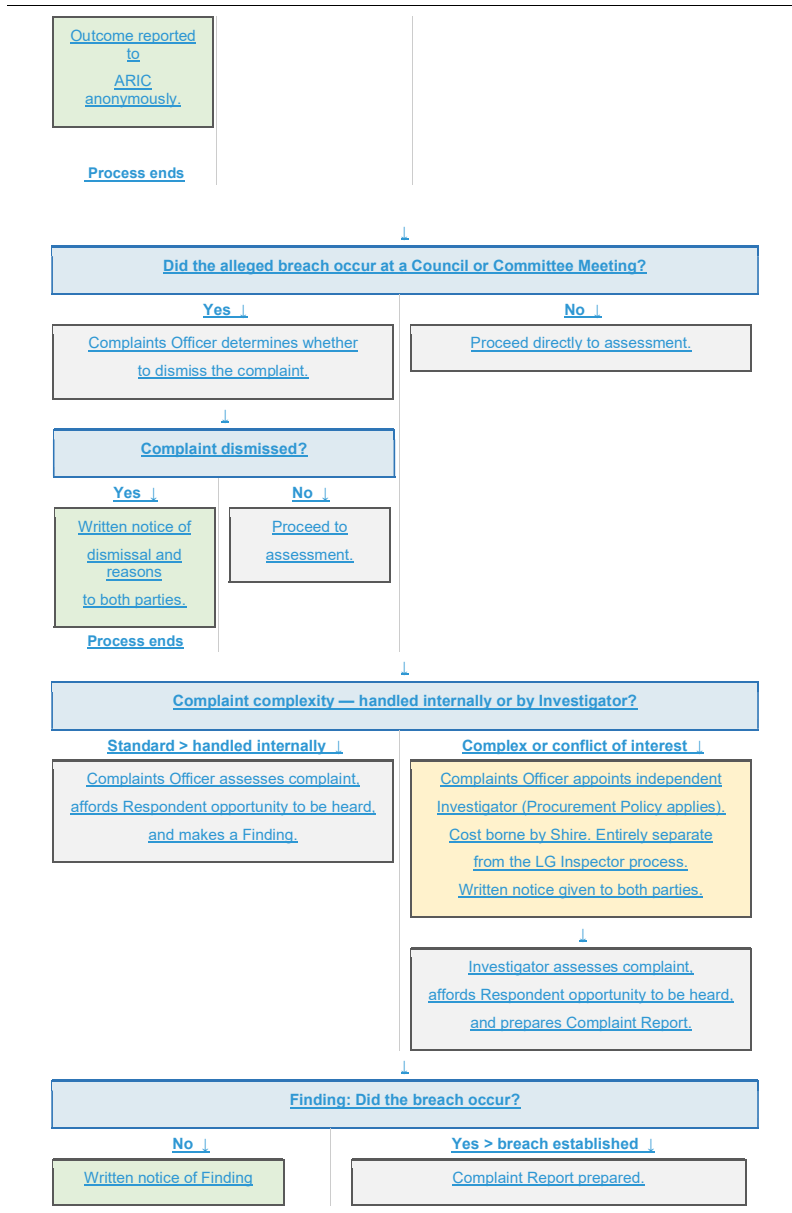 Outcome reported
to
ARIC
anonymously.
Process ends
↓
Did the alleged breach occur at a Council or Committee Meeting?
Yes ↓
No ↓
Complaints Officer determines whether
to dismiss the complaint.
Proceed directly to assessment.
↓
Complaint dismissed?
Yes ↓
No ↓
Written notice of
dismissal and
reasons
to both parties.
Proceed to
assessment.
Process ends
↓
Complaint complexity — handled internally or by Investigator?
Standard > handled internally ↓
Complex or conflict of interest ↓
Complaints Officer assesses complaint,
affords Respondent opportunity to be heard,
and makes a Finding.
Complaints Officer appoints independent
Investigator (Procurement Policy applies).
Cost borne by Shire. Entirely separate
from the LG Inspector process.
Written notice given to both parties.
↓
Investigator assesses complaint,
affords Respondent opportunity to be heard,
and prepares Complaint Report.
↓
Finding: Did the breach occur?
No ↓
Yes > breach established ↓
Written notice of Finding
Complaint Report prepared.